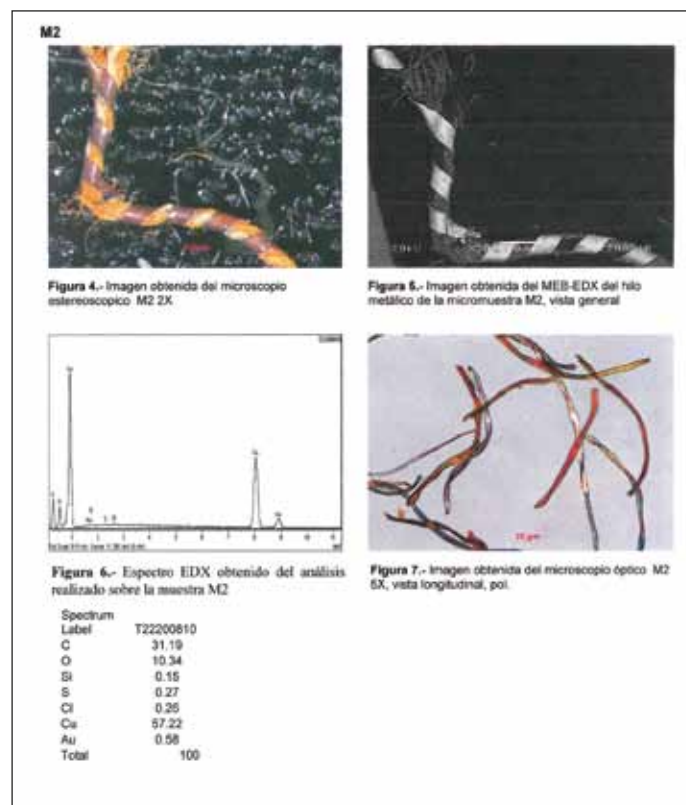 M2
Figura 4.- Imagen obtenida del microscopio
estereoscopico M2 2X
Figura 5.- Imagen obtenida del MEB-EDX del hilo
metálico de la micromuestra M2, vista general
Figura 6.- Espectro EDX obtenido del análisis
realizado sobre la muestra M2
Figura 7.- Imagen obtenida del microscopio óptico M2
5X, vista longitudinal, pol.
Spectrum
Label T22200810
C 31.19
O 10.34
Si 0.15
S 0.27
Cl 0.26
Cu 57.22
Au 0.58
Total 100